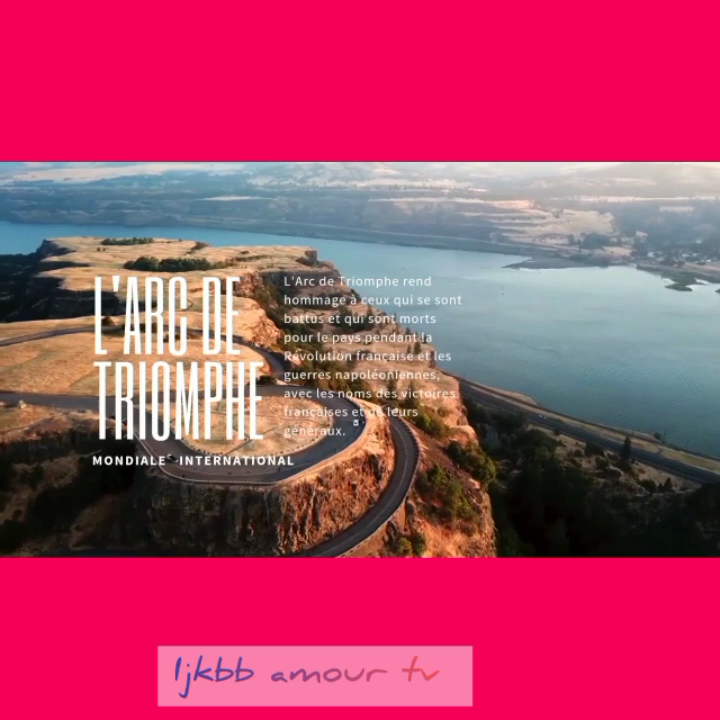 L'ARC DE
TRIOMPHE
MONDIALE INTERNATIONAL
L'Arc de Triomphe rend
hommage à ceux qui se sont
battus et qui sont morts
pour le pays pendant la
Révolution française et les
guerres napoléoniennes,
avec les noms des victoires
françaises et de leurs
généraux.
ljkbb amour tv